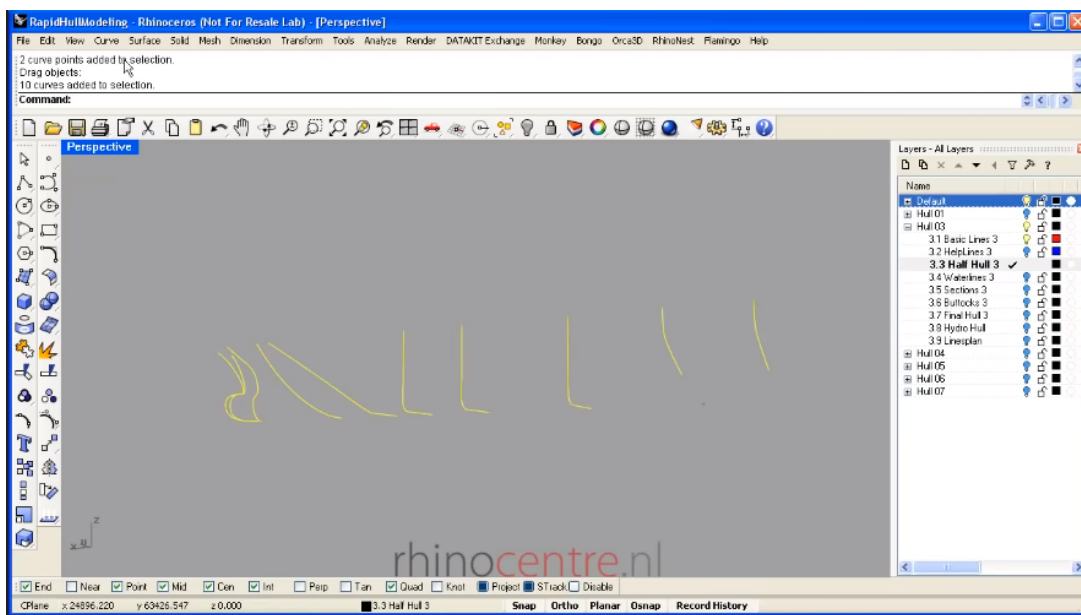 RapidHullModeling - Rhinoceros (Not For Resale Lab) - [Perspective]
File Edit View Curve Surface Solid Mesh Dimension Transform Tools Analyze Render DATAKIT Exchange Monkey Bongo Orca3D RhinoNest Flamingo Help
2 curve points added to selection.
Drag objects:
10 curves added to selection.
Command:
Perspective
Layers - All Layers
Name
Default
Hull 01
Hull 03
3.1 Basic Lines 3
3.2 HelpLines 3
3.3 Half Hull 3
3.4 Waterlines 3
3.5 Sections 3
3.6 Buttocks 3
3.7 Final Hull 3
3.8 Hydro Hull
3.9 Linesplan
Hull 04
Hull 05
Hull 06
Hull 07
z
x y
rhinocentre.nl
End Near Point Mid Cen Int Perp Tan Quad Knot Project STrack Disable
CPlane x 24896.220 y 63426.547 z 0.000 3.3 Half Hull 3 Snap Ortho Planar Osnap Record History